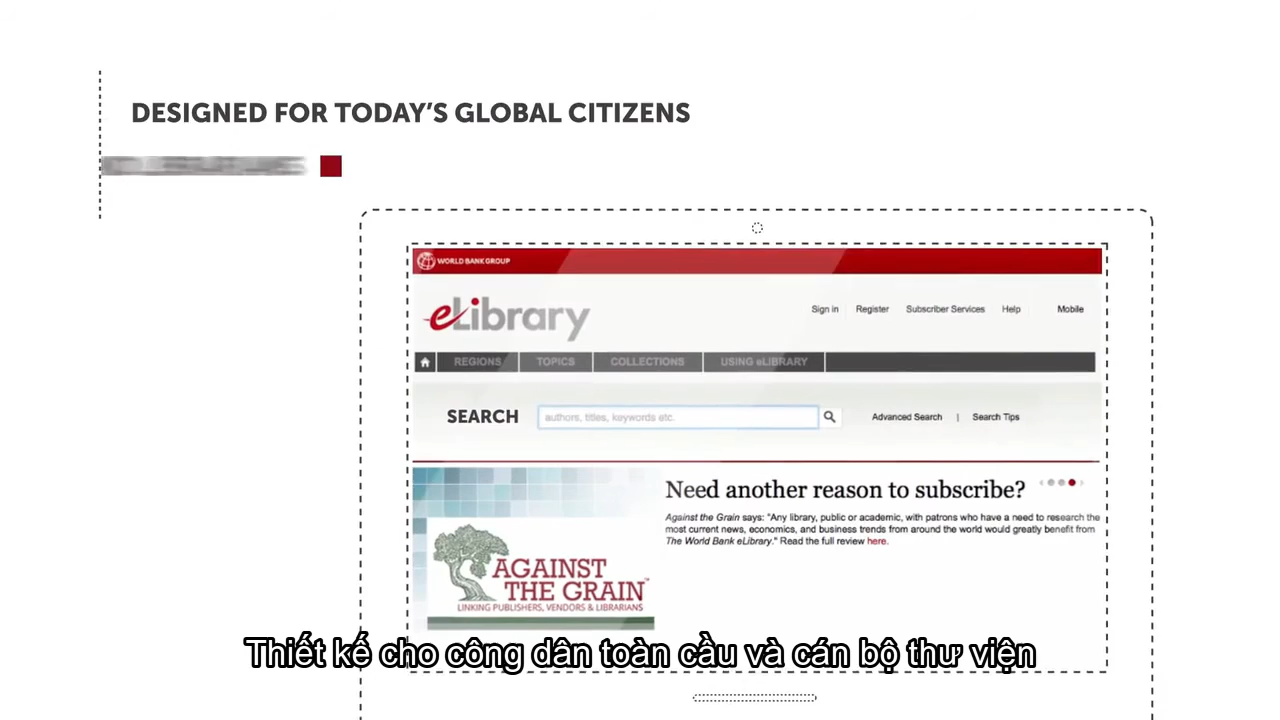 DESIGNED FOR TODAY'S GLOBAL CITIZENS
WORLD BANK GROUP
eLibrary
Sign in Register Subscriber Services Help Mobile
REGIONS TOPICS COLLECTIONS USING eLIBRARY
SEARCH authors, titles, keywords etc. Advanced Search | Search Tips
Need another reason to subscribe?
Against the Grain says: "Any library, public or academic, with patrons who have a need to research the
most current news, economics, and business trends from around the world would greatly benefit from
The World Bank eLibrary." Read the full review here.
AGAINST
THE GRAIN™
LINKING PUBLISHERS, VENDORS & LIBRARIANS
Thiết kế cho công dân toàn cầu và cán bộ thư viện